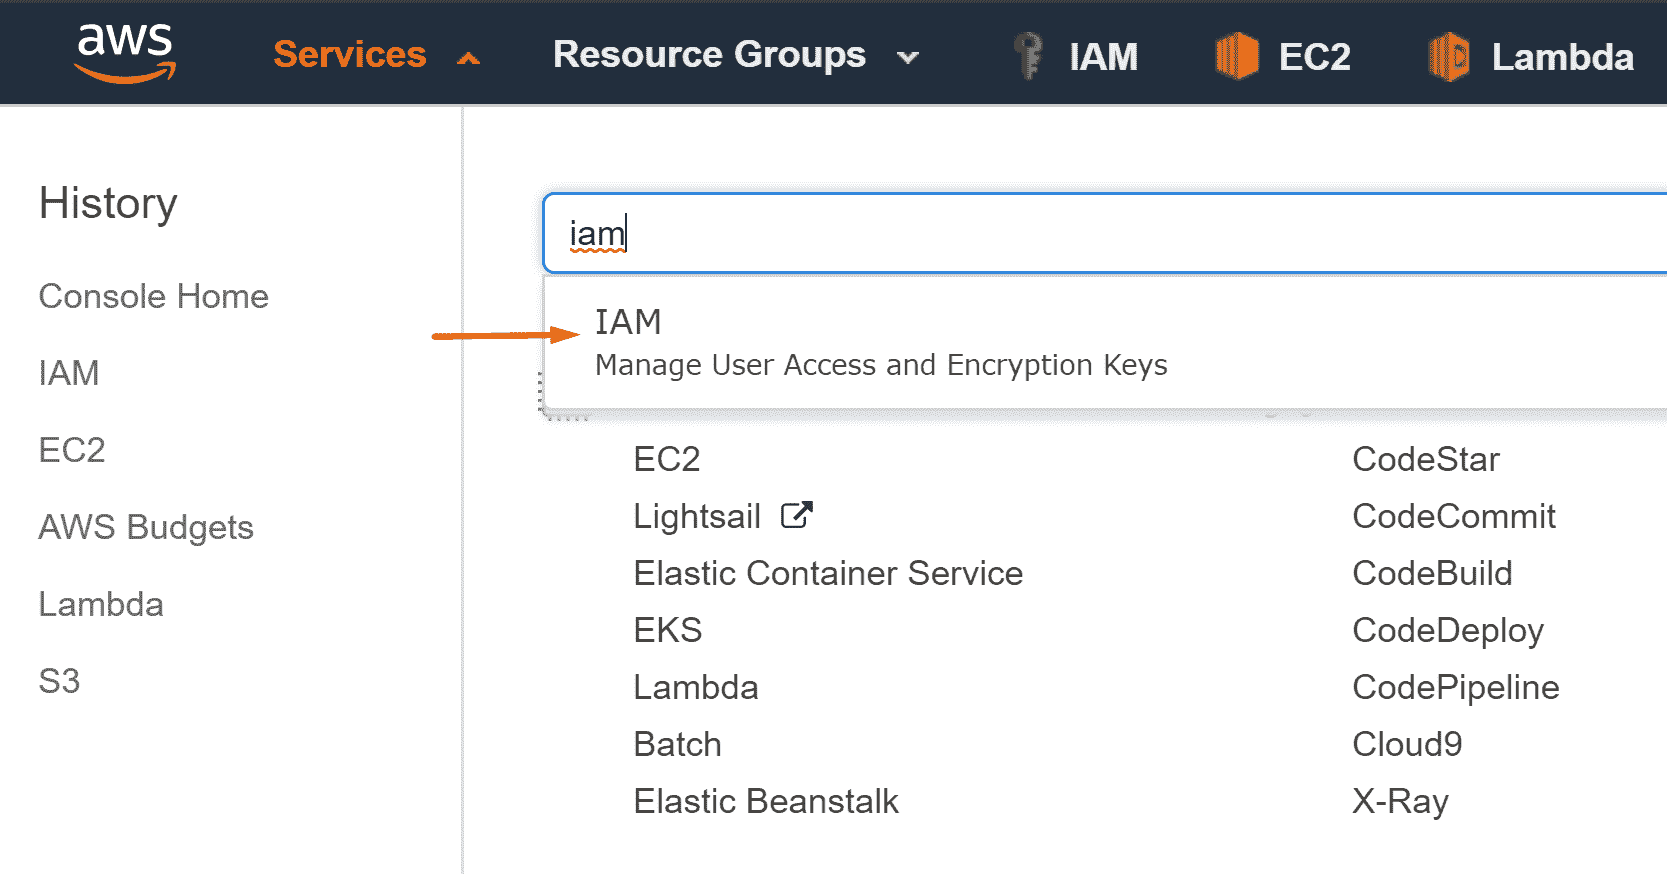 aws Services Resource Groups IAM EC2 Lambda
History
Console Home
IAM
EC2
AWS Budgets
Lambda
S3
iam
IAM
Manage User Access and Encryption Keys
EC2
Lightsail
Elastic Container Service
EKS
Lambda
Batch
Elastic Beanstalk
CodeStar
CodeCommit
CodeBuild
CodeDeploy
CodePipeline
Cloud9
X-Ray